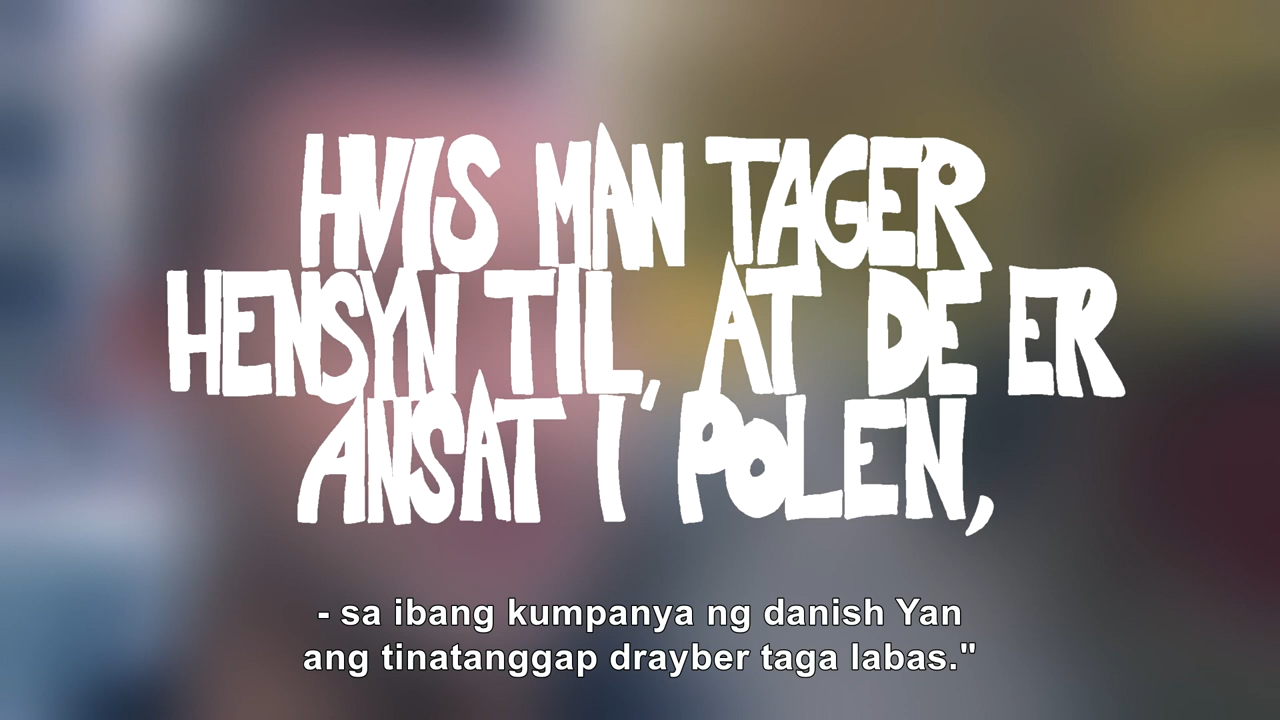 HVIS MAN TAGER
HENSYN TIL, AT DE ER
ANSAT I POLEN,
- sa ibang kumpanya ng danish Yan
ang tinatanggap drayber taga labas."